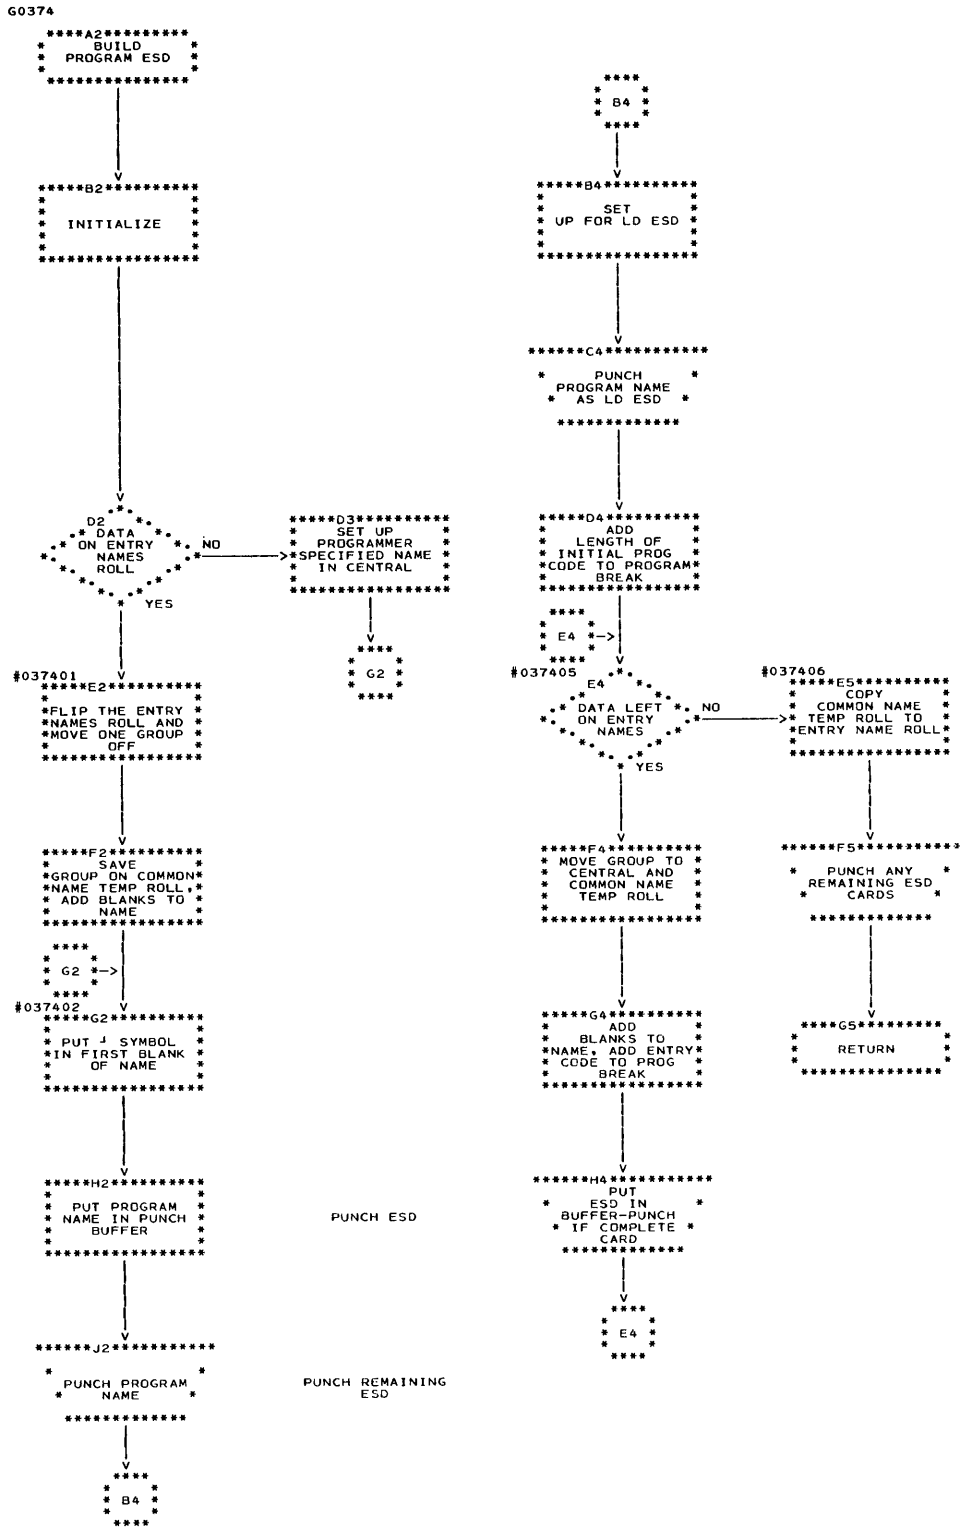 G0374
A2
BUILD
PROGRAM ESD
B2
INITIALIZE
D2
DATA
ON ENTRY
NAMES
ROLL
NO
YES
D3
SET UP
PROGRAMMER
SPECIFIED NAME
IN CENTRAL
G2
#037401
E2
FLIP THE ENTRY
NAMES ROLL AND
MOVE ONE GROUP
OFF
F2
SAVE
GROUP ON COMMON
NAME TEMP ROLL,
ADD BLANKS TO
NAME
G2
#037402
G2
PUT ┘ SYMBOL
IN FIRST BLANK
OF NAME
H2
PUT PROGRAM
NAME IN PUNCH
BUFFER
PUNCH ESD
J2
PUNCH PROGRAM
NAME
PUNCH REMAINING
ESD
B4
B4
B4
SET
UP FOR LD ESD
C4
PUNCH
PROGRAM NAME
AS LD ESD
D4
ADD
LENGTH OF
INITIAL PROG
CODE TO PROGRAM
BREAK
E4
#037405
E4
DATA LEFT
ON ENTRY
NAMES
NO
YES
#037406
E5
COPY
COMMON NAME
TEMP ROLL TO
ENTRY NAME ROLL
F4
MOVE GROUP TO
CENTRAL AND
COMMON NAME
TEMP ROLL
F5
PUNCH ANY
REMAINING ESD
CARDS
G4
ADD
BLANKS TO
NAME, ADD ENTRY
CODE TO PROG
BREAK
G5
RETURN
H4
PUT
ESD IN
BUFFER-PUNCH
IF COMPLETE
CARD
E4